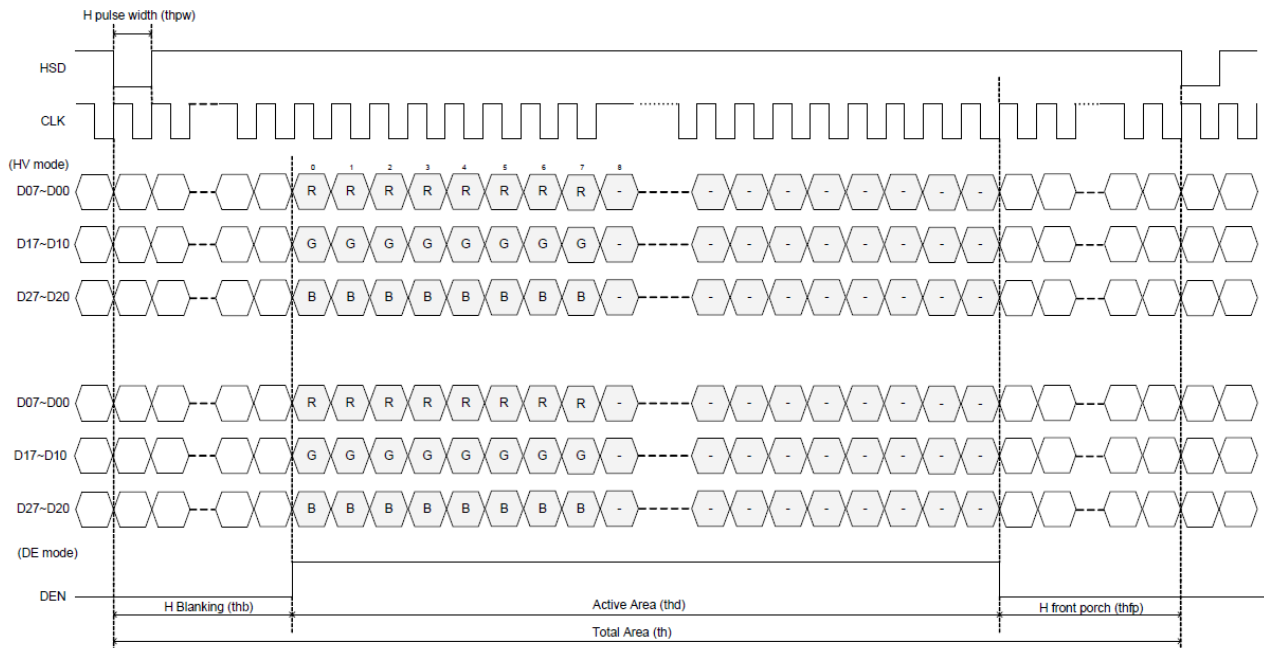 H pulse width (thpw)
HSD
CLK
(HV mode)
0 1 2 3 4 5 6 7 8
D07~D00 R R R R R R R R - - - - - - - - -
D17~D10 G G G G G G G G - - - - - - - - -
D27~D20 B B B B B B B B - - - - - - - - -
D07~D00 R R R R R R R R - - - - - - - - -
D17~D10 G G G G G G G G - - - - - - - - -
D27~D20 B B B B B B B B - - - - - - - - -
(DE mode)
DEN
H Blanking (thb) Active Area (thd) H front porch (thfp)
Total Area (th)